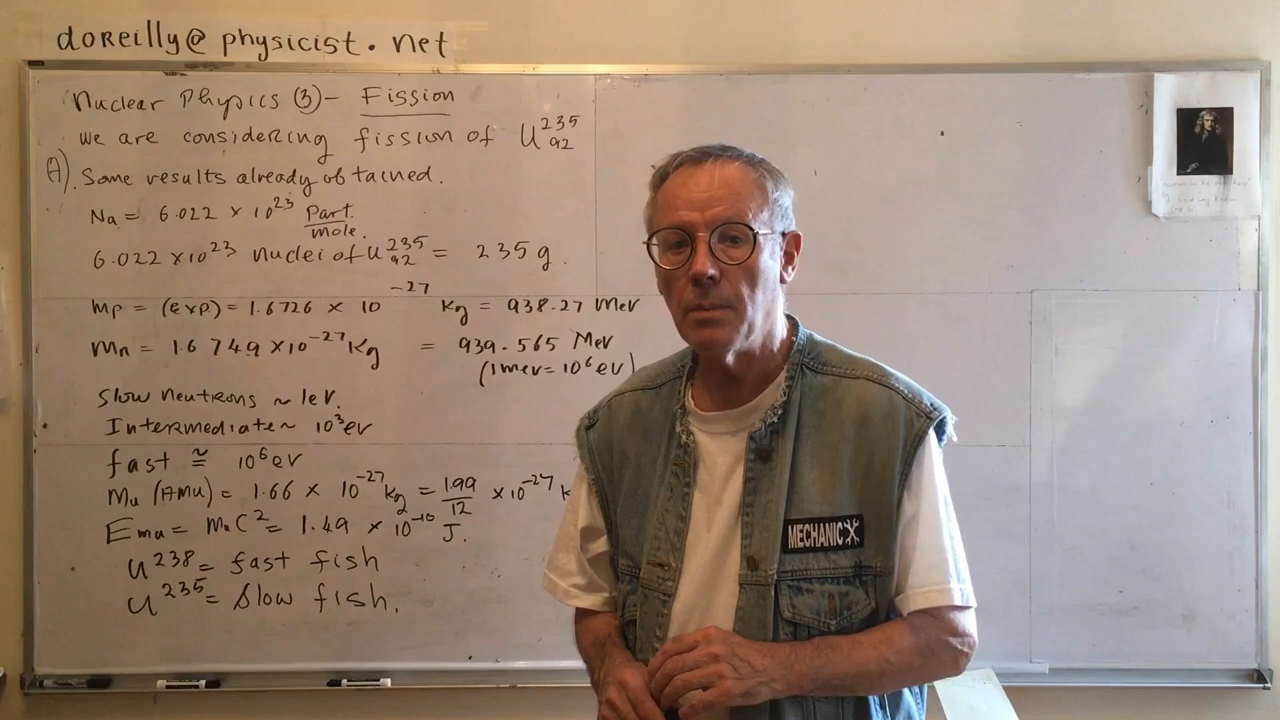 doreilly@physicist.net
Nuclear Physics (3) - Fission
we are considering fission of U 235 92
A). Some results already obtained.
Na = 6.022 × 10^23 Part. / mole.
6.022 × 10^23 nuclei of U 235 92 = 235 g.
Mp = (exp) = 1.6726 × 10^-27 Kg = 938.27 Mev
Mn = 1.6749 × 10^-27 Kg = 939.565 Mev
(1 mev = 10^6 ev)
Slow neutrons ~ 1ev.
Intermediate ~ 10^3 ev
fast ≅ 10^6 ev
Mu (AMU) = 1.66 × 10^-27 kg = 1.99/12 × 10^-27 K
Emu = Mu C^2 = 1.49 × 10^-10 J.
U^238 = fast fish
U^235 = Slow fish.
MECHANIC